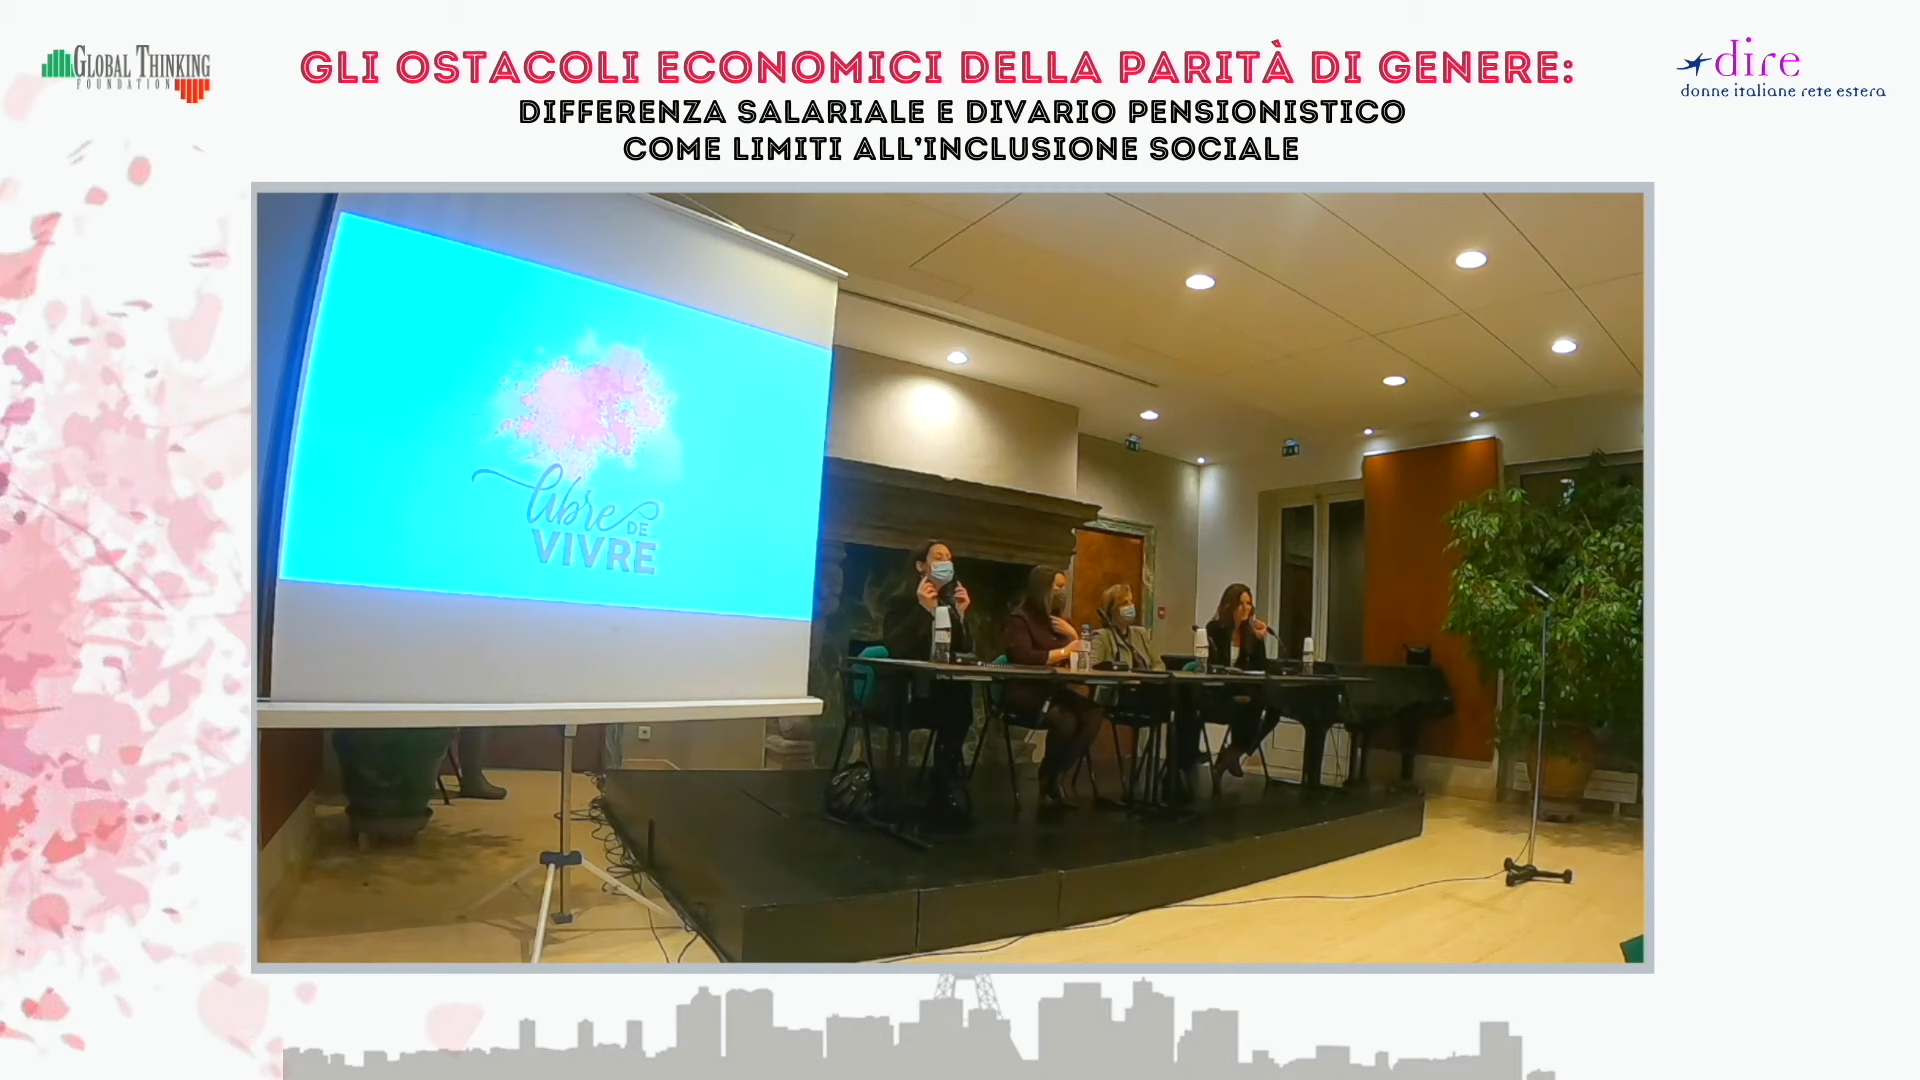 GLOBAL THINKING
FOUNDATION
GLI OSTACOLI ECONOMICI DELLA PARITÀ DI GENERE:
DIFFERENZA SALARIALE E DIVARIO PENSIONISTICO
COME LIMITI ALL'INCLUSIONE SOCIALE
dire
donne italiane rete estera
libre DE
VIVRE